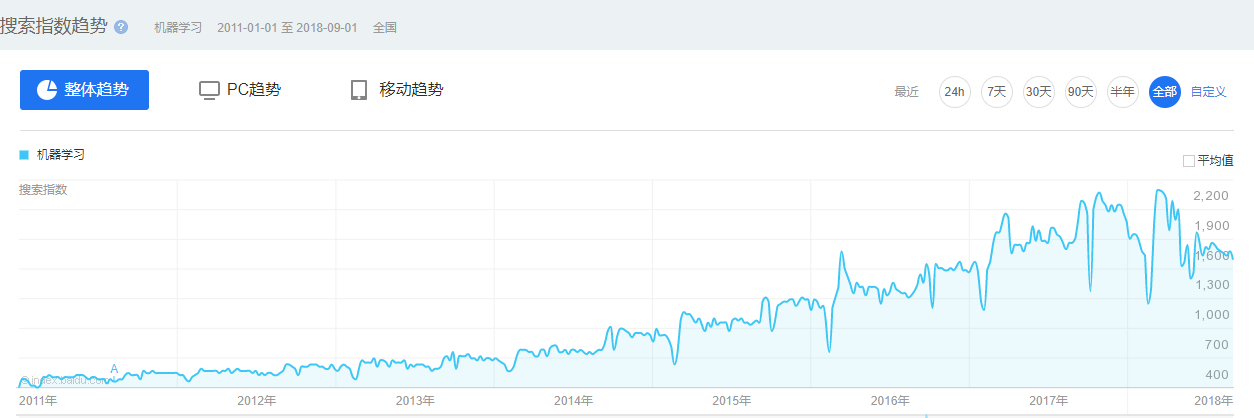 搜索指数趋势 ? 机器学习 2011-01-01 至 2018-09-01 全国
整体趋势 PC趋势 移动趋势 最近 24h 7天 30天 90天 半年 全部 自定义
机器学习 平均值
搜索指数
2,200
1,900
1,600
1,300
1,000
700
A
400
@index.baidu.com
2011年 2012年 2013年 2014年 2015年 2016年 2017年 2018年